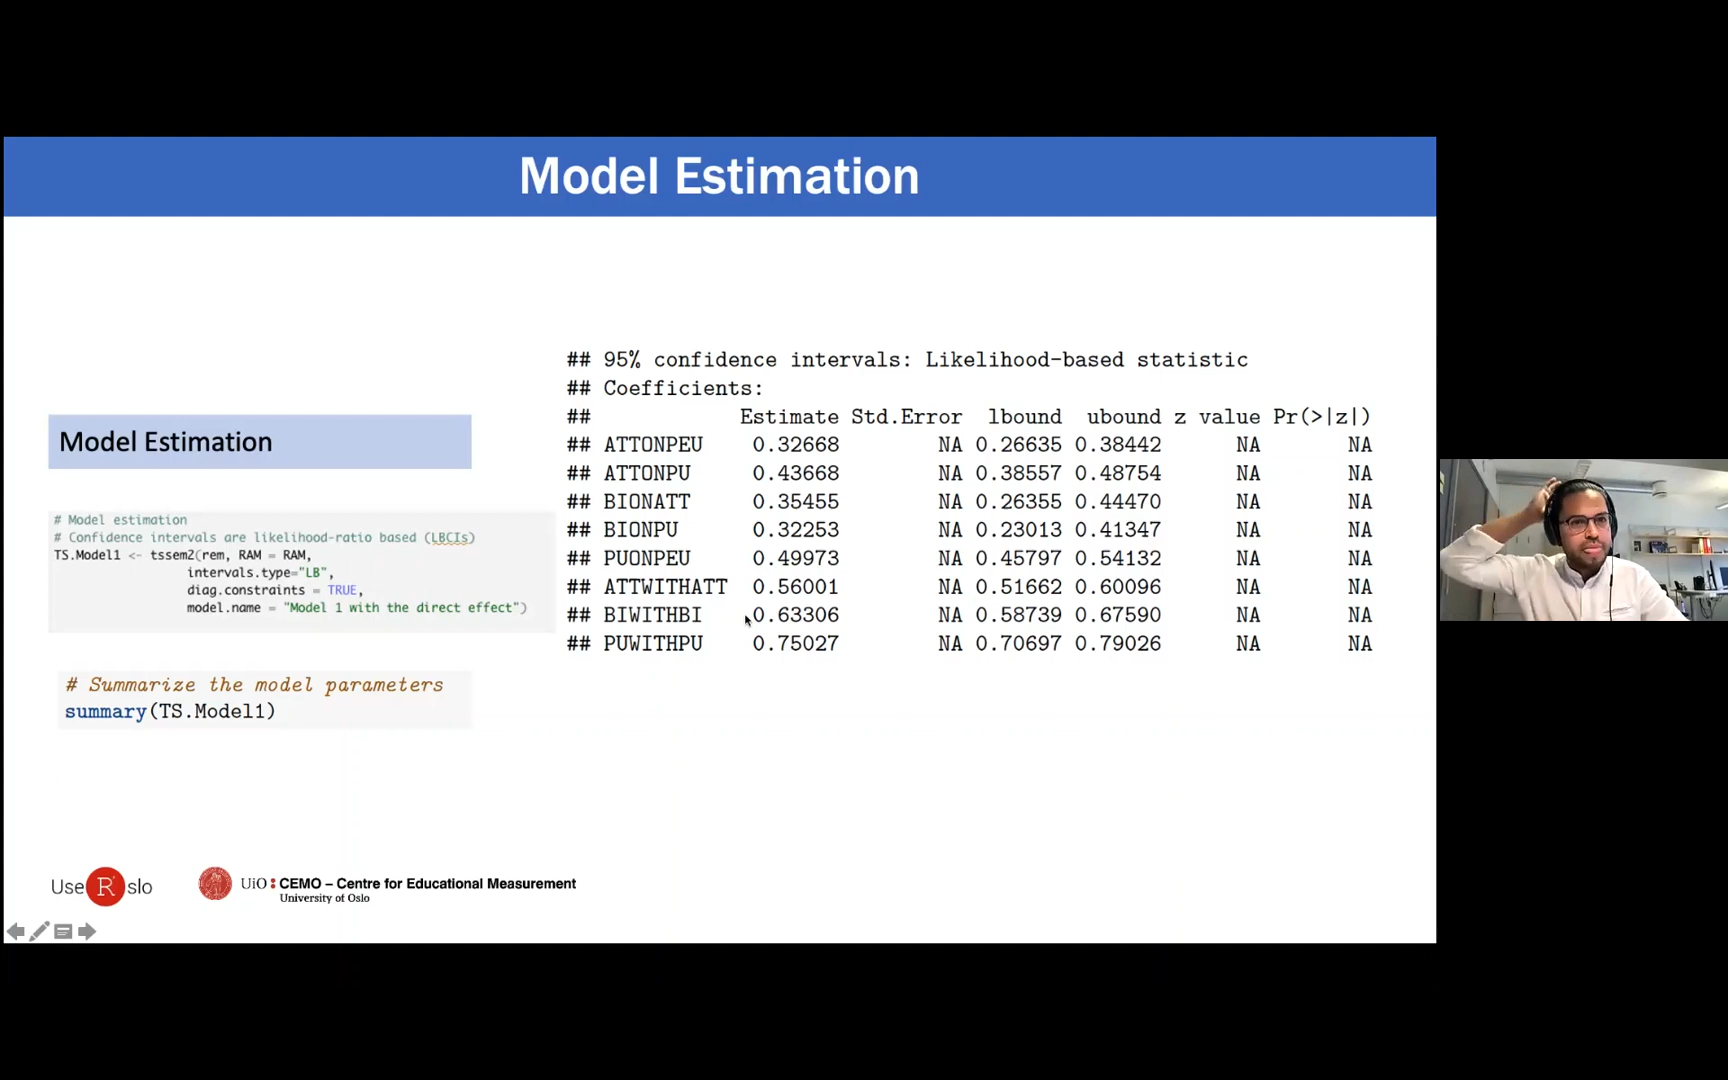 Model Estimation
Model Estimation
# Model estimation
# Confidence intervals are likelihood-ratio based (LBCIs)
TS.Model1 <- tssem2(rem, RAM = RAM,
intervals.type="LB",
diag.constraints = TRUE,
model.name = "Model 1 with the direct effect")
# Summarize the model parameters
summary(TS.Model1)
## 95% confidence intervals: Likelihood-based statistic
## Coefficients:
## Estimate Std.Error lbound ubound z value Pr(>|z|)
## ATTONPEU 0.32668 NA 0.26635 0.38442 NA NA
## ATTONPU 0.43668 NA 0.38557 0.48754 NA NA
## BIONATT 0.35455 NA 0.26355 0.44470 NA NA
## BIONPU 0.32253 NA 0.23013 0.41347 NA NA
## PUONPEU 0.49973 NA 0.45797 0.54132 NA NA
## ATTWITHATT 0.56001 NA 0.51662 0.60096 NA NA
## BIWITHBI 0.63306 NA 0.58739 0.67590 NA NA
## PUWITHPU 0.75027 NA 0.70697 0.79026 NA NA
Use R slo
UiO : CEMO – Centre for Educational Measurement
University of Oslo